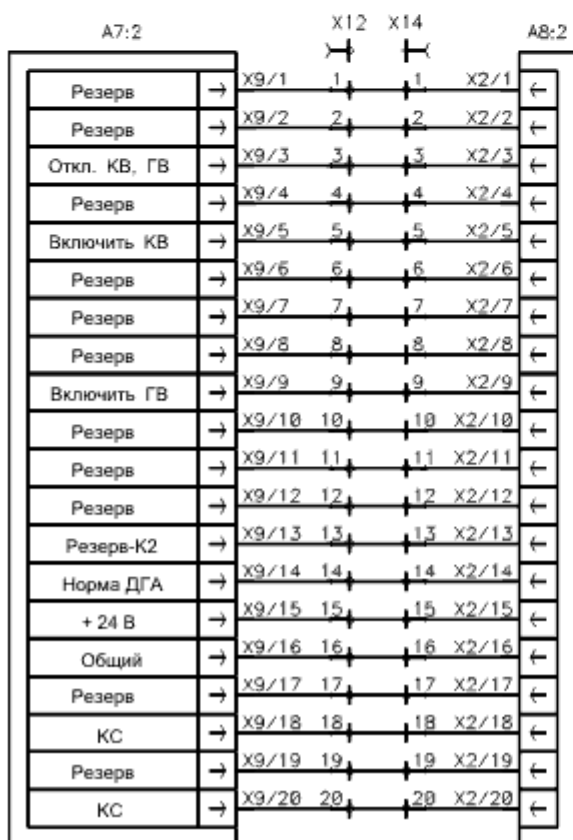 A7:2 X12 X14 A8:2
Резерв X9/1 1 1 X2/1
Резерв X9/2 2 2 X2/2
Откл. КВ, ГВ X9/3 3 3 X2/3
Резерв X9/4 4 4 X2/4
Включить КВ X9/5 5 5 X2/5
Резерв X9/6 6 6 X2/6
Резерв X9/7 7 7 X2/7
Резерв X9/8 8 8 X2/8
Включить ГВ X9/9 9 9 X2/9
Резерв X9/10 10 10 X2/10
Резерв X9/11 11 11 X2/11
Резерв X9/12 12 12 X2/12
Резерв-К2 X9/13 13 13 X2/13
Норма ДГА X9/14 14 14 X2/14
+ 24 В X9/15 15 15 X2/15
Общий X9/16 16 16 X2/16
Резерв X9/17 17 17 X2/17
КС X9/18 18 18 X2/18
Резерв X9/19 19 19 X2/19
КС X9/20 20 20 X2/20